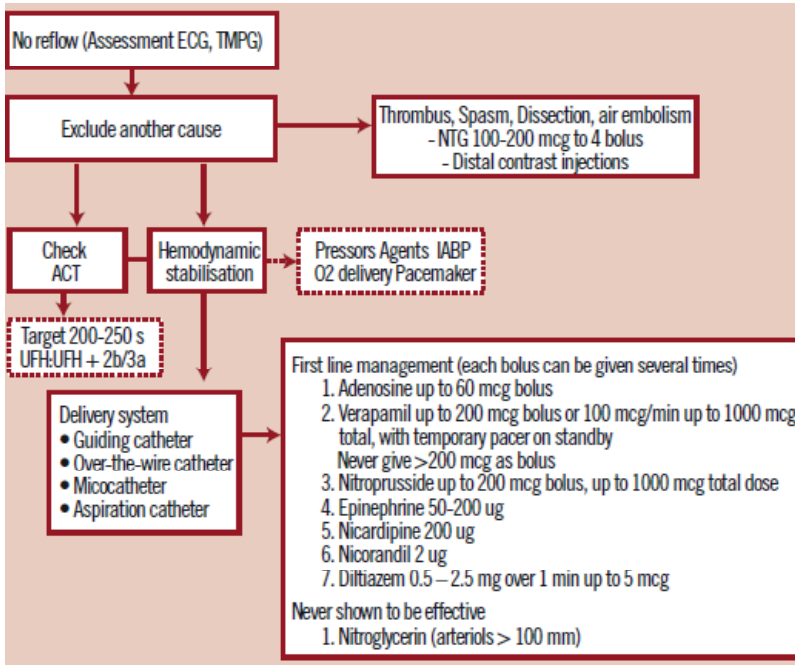 No reflow (Assessment ECG, TMPG)
Exclude another cause
Thrombus, Spasm, Dissection, air embolism
- NTG 100-200 mcg to 4 bolus
- Distal contrast injections
Check
ACT
Hemodynamic
stabilisation
Pressors Agents IABP
O2 delivery Pacemaker
Target 200-250 s
UFH:UFH + 2b/3a
Delivery system
• Guiding catheter
• Over-the-wire catheter
• Micocatheter
• Aspiration catheter
First line management (each bolus can be given several times)
1. Adenosine up to 60 mcg bolus
2. Verapamil up to 200 mcg bolus or 100 mcg/min up to 1000 mcg
total, with temporary pacer on standby
Never give >200 mcg as bolus
3. Nitroprusside up to 200 mcg bolus, up to 1000 mcg total dose
4. Epinephrine 50-200 ug
5. Nicardipine 200 ug
6. Nicorandil 2 ug
7. Diltiazem 0.5 – 2.5 mg over 1 min up to 5 mcg
Never shown to be effective
1. Nitroglycerin (arteriols > 100 mm)